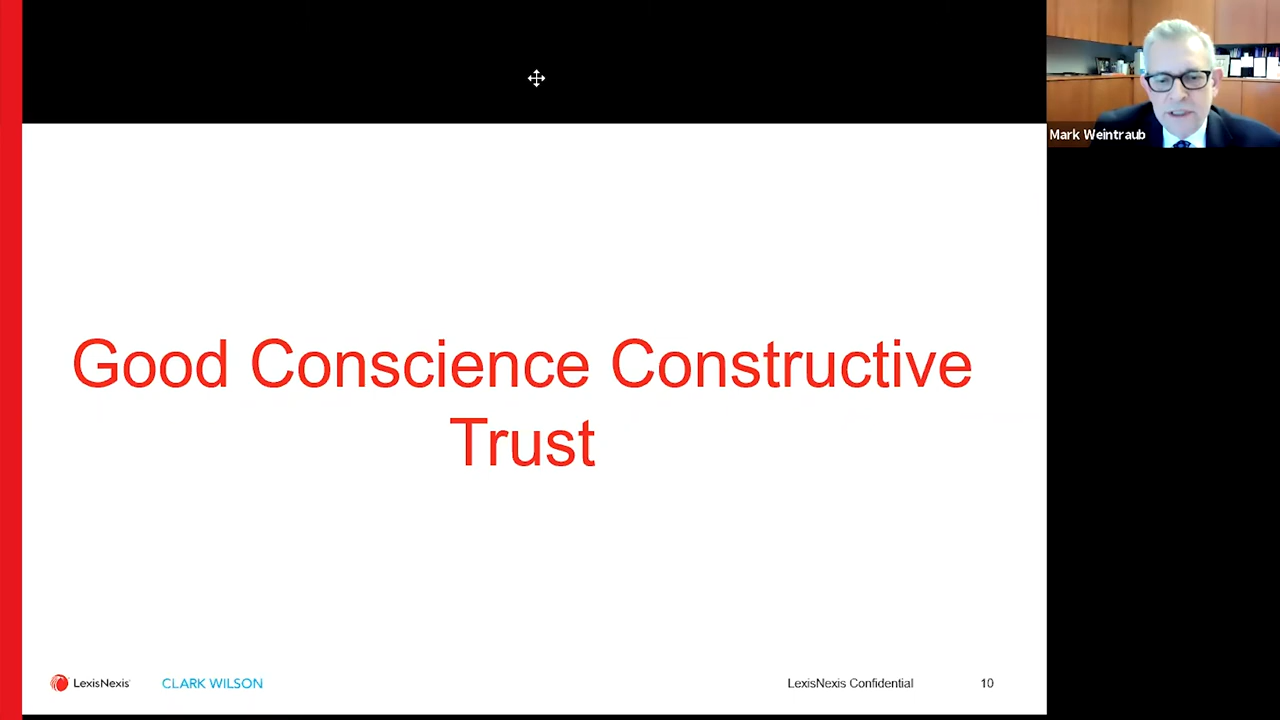 Mark Weintraub
Good Conscience Constructive
Trust
LexisNexis
CLARK WILSON
LexisNexis Confidential
10